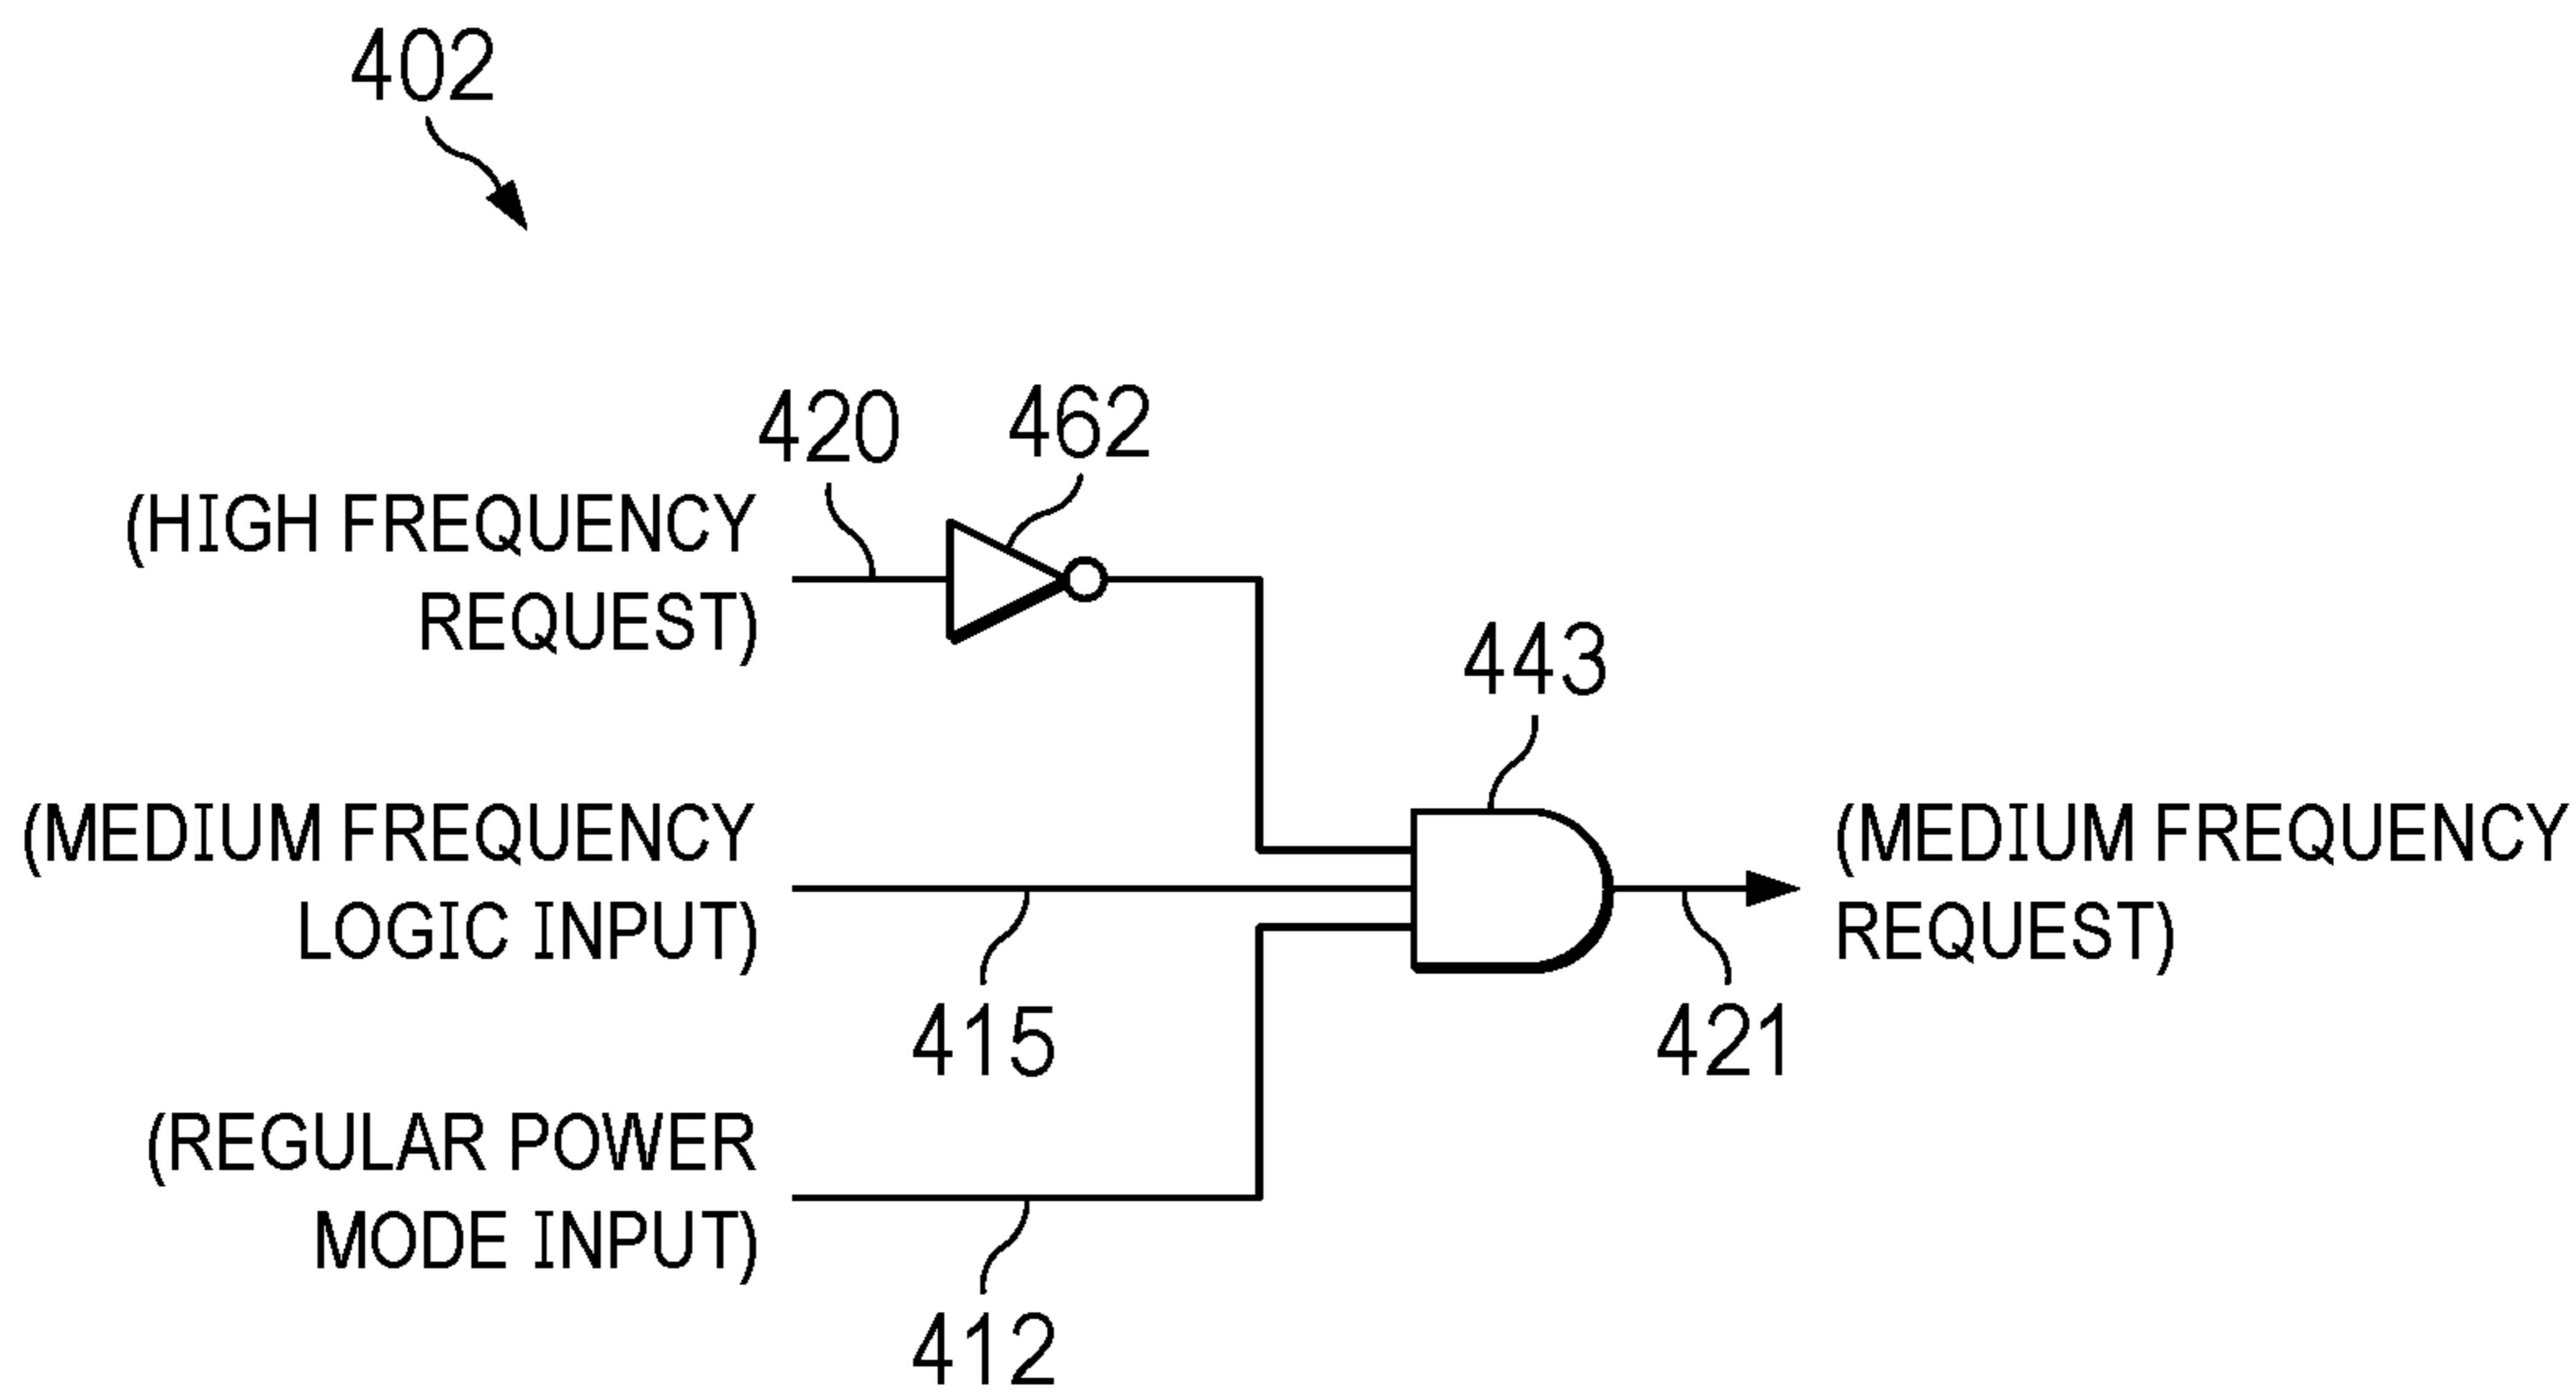 402
420
462
(HIGH FREQUENCY
REQUEST)
443
(MEDIUM FREQUENCY
LOGIC INPUT)
(MEDIUM FREQUENCY
REQUEST)
415
421
(REGULAR POWER
MODE INPUT)
412